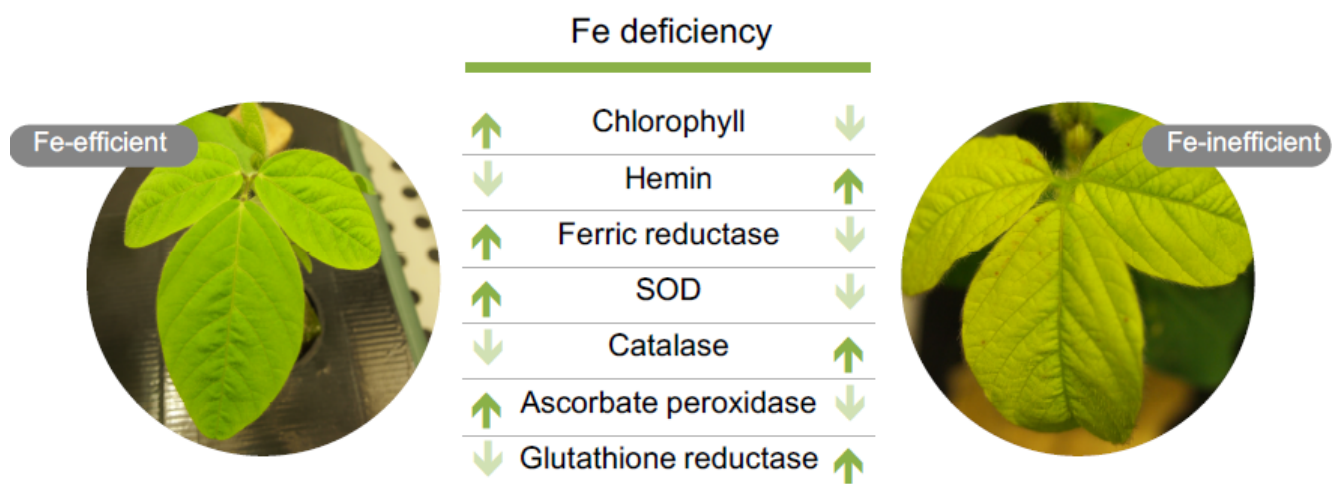 Fe deficiency
Fe-efficient
Fe-inefficient
Chlorophyll
Hemin
Ferric reductase
SOD
Catalase
Ascorbate peroxidase
Glutathione reductase